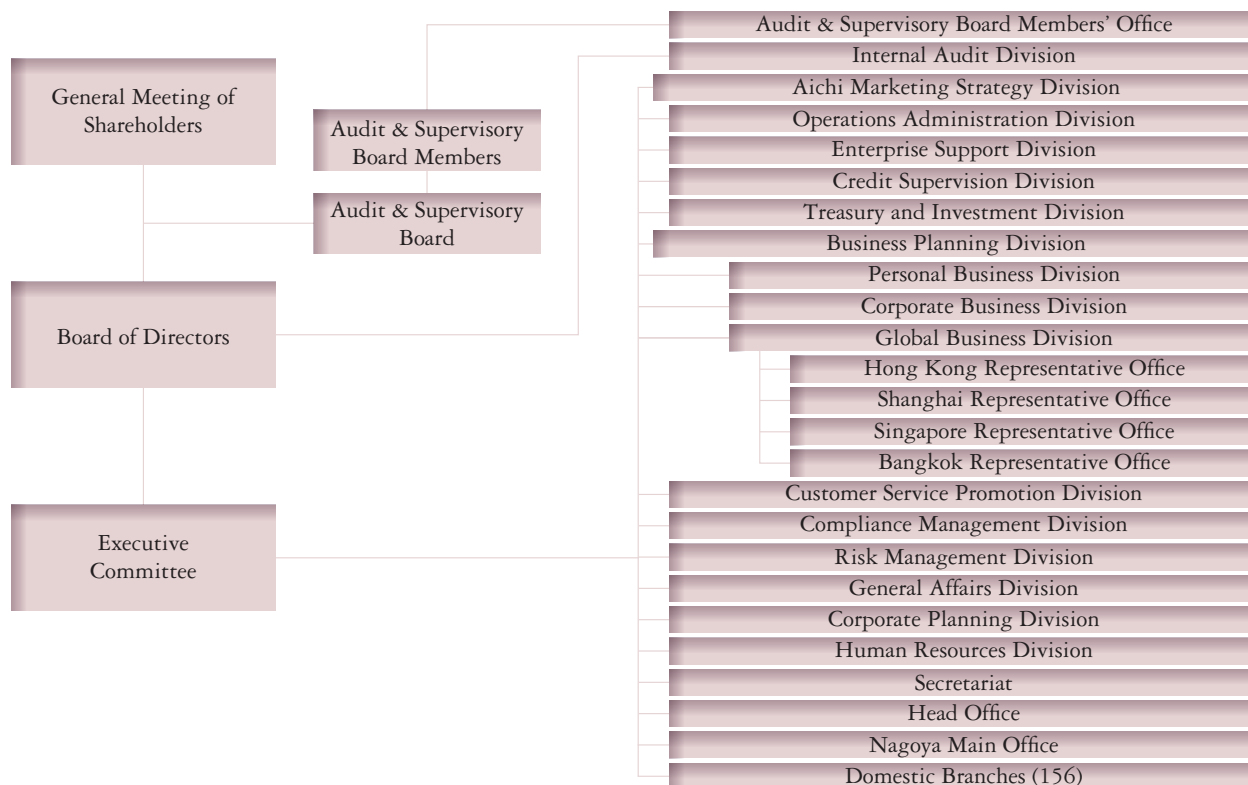 General Meeting of
Shareholders
Audit & Supervisory
Board Members
Audit & Supervisory
Board
Board of Directors
Executive
Committee
Audit & Supervisory Board Members’ Office
Internal Audit Division
Aichi Marketing Strategy Division
Operations Administration Division
Enterprise Support Division
Credit Supervision Division
Treasury and Investment Division
Business Planning Division
Personal Business Division
Corporate Business Division
Global Business Division
Hong Kong Representative Office
Shanghai Representative Office
Singapore Representative Office
Bangkok Representative Office
Customer Service Promotion Division
Compliance Management Division
Risk Management Division
General Affairs Division
Corporate Planning Division
Human Resources Division
Secretariat
Head Office
Nagoya Main Office
Domestic Branches (156)